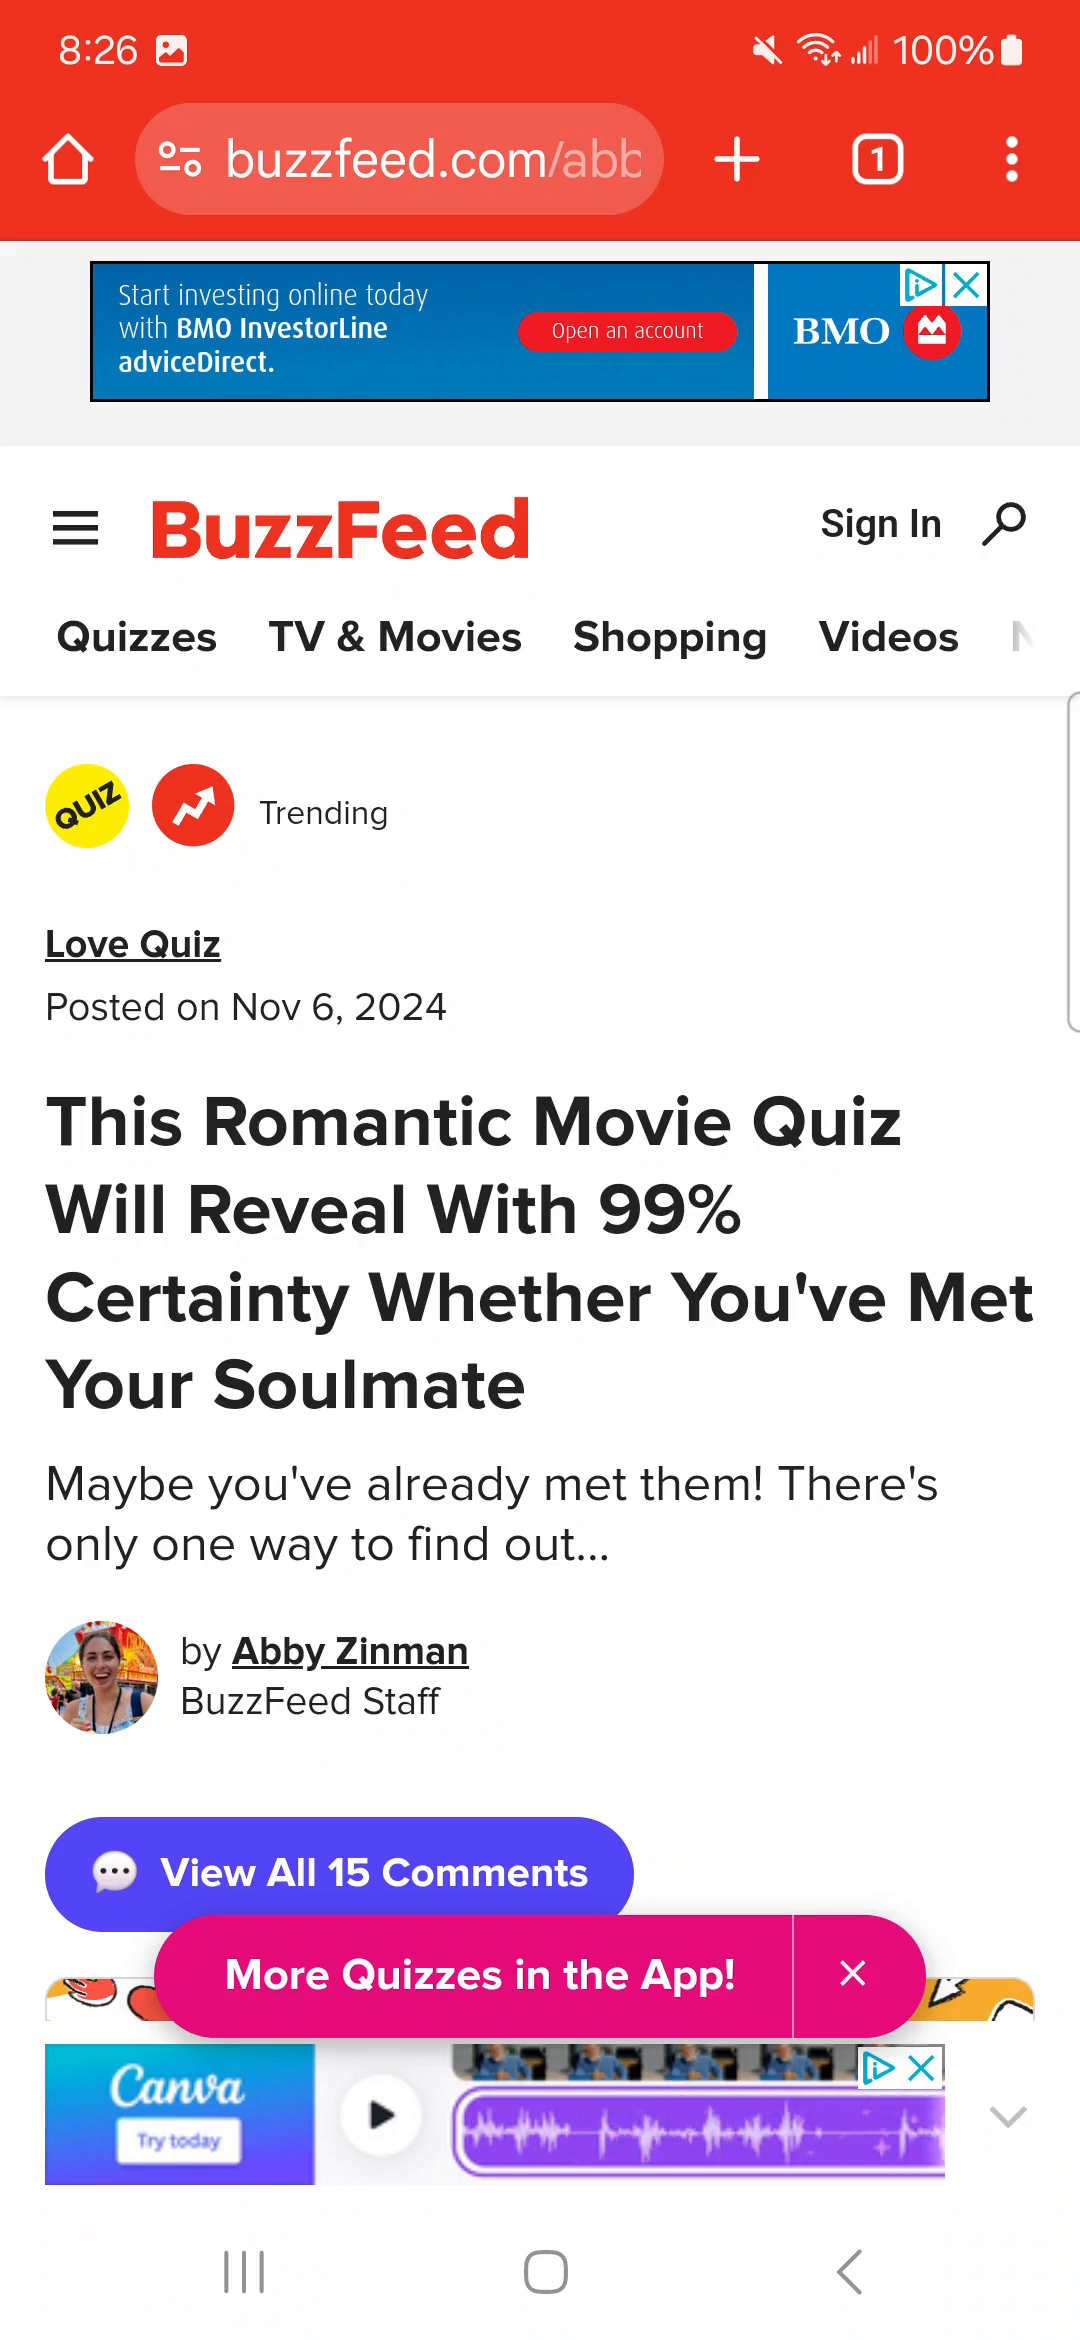 8:26
100%
buzzfeed.com/abb
1
Start investing online today
with BMO InvestorLine
adviceDirect.
Open an account
BMO
BuzzFeed
Sign In
Quizzes TV & Movies Shopping Videos
QUIZ
Trending
Love Quiz
Posted on Nov 6, 2024
This Romantic Movie Quiz
Will Reveal With 99%
Certainty Whether You've Met
Your Soulmate
Maybe you've already met them! There's
only one way to find out...
by Abby Zinman
BuzzFeed Staff
View All 15 Comments
More Quizzes in the App!
Canva
Try today